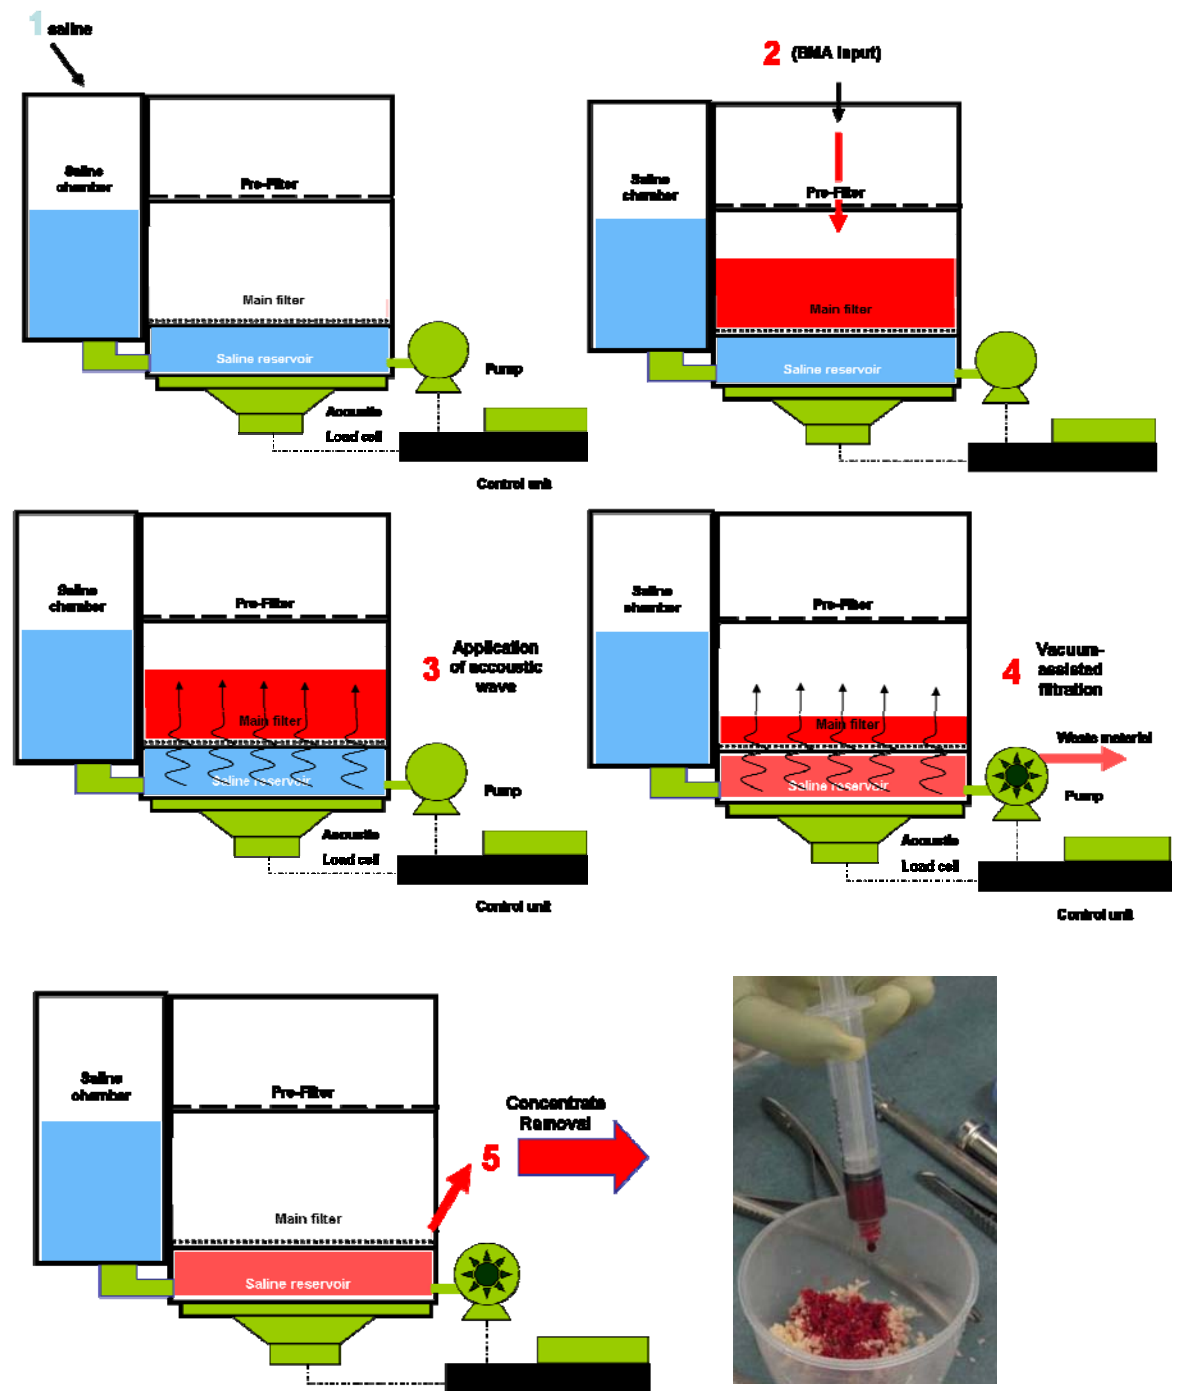 1 saline
Saline
chamber
Pre-Filter
Main filter
Saline reservoir
Pump
Acoustic
Load cell
Control unit
2 (BMA input)
Saline
chamber
Pre-Filter
Main filter
Saline reservoir
Saline
chamber
Pre-Filter
Main filter
Saline reservoir
3 Application
of accoustic
wave
Pump
Acoustic
Load cell
Control unit
Saline
chamber
Pre-Filter
Main filter
Saline reservoir
4 Vacuum-
assisted
filtration
Waste material
Pump
Acoustic
Load cell
Control unit
Saline
chamber
Pre-Filter
Main filter
Saline reservoir
5 Concentrate
Removal